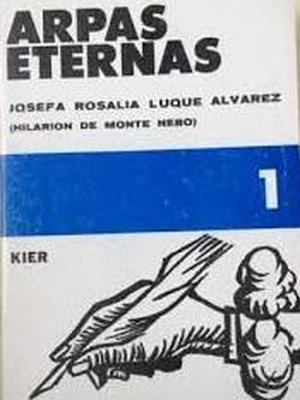 ARPAS
ETERNAS
JOSEFA ROSALIA LUQUE ALVAREZ
(HILARION DE MONTE NEBO)
1
KIER